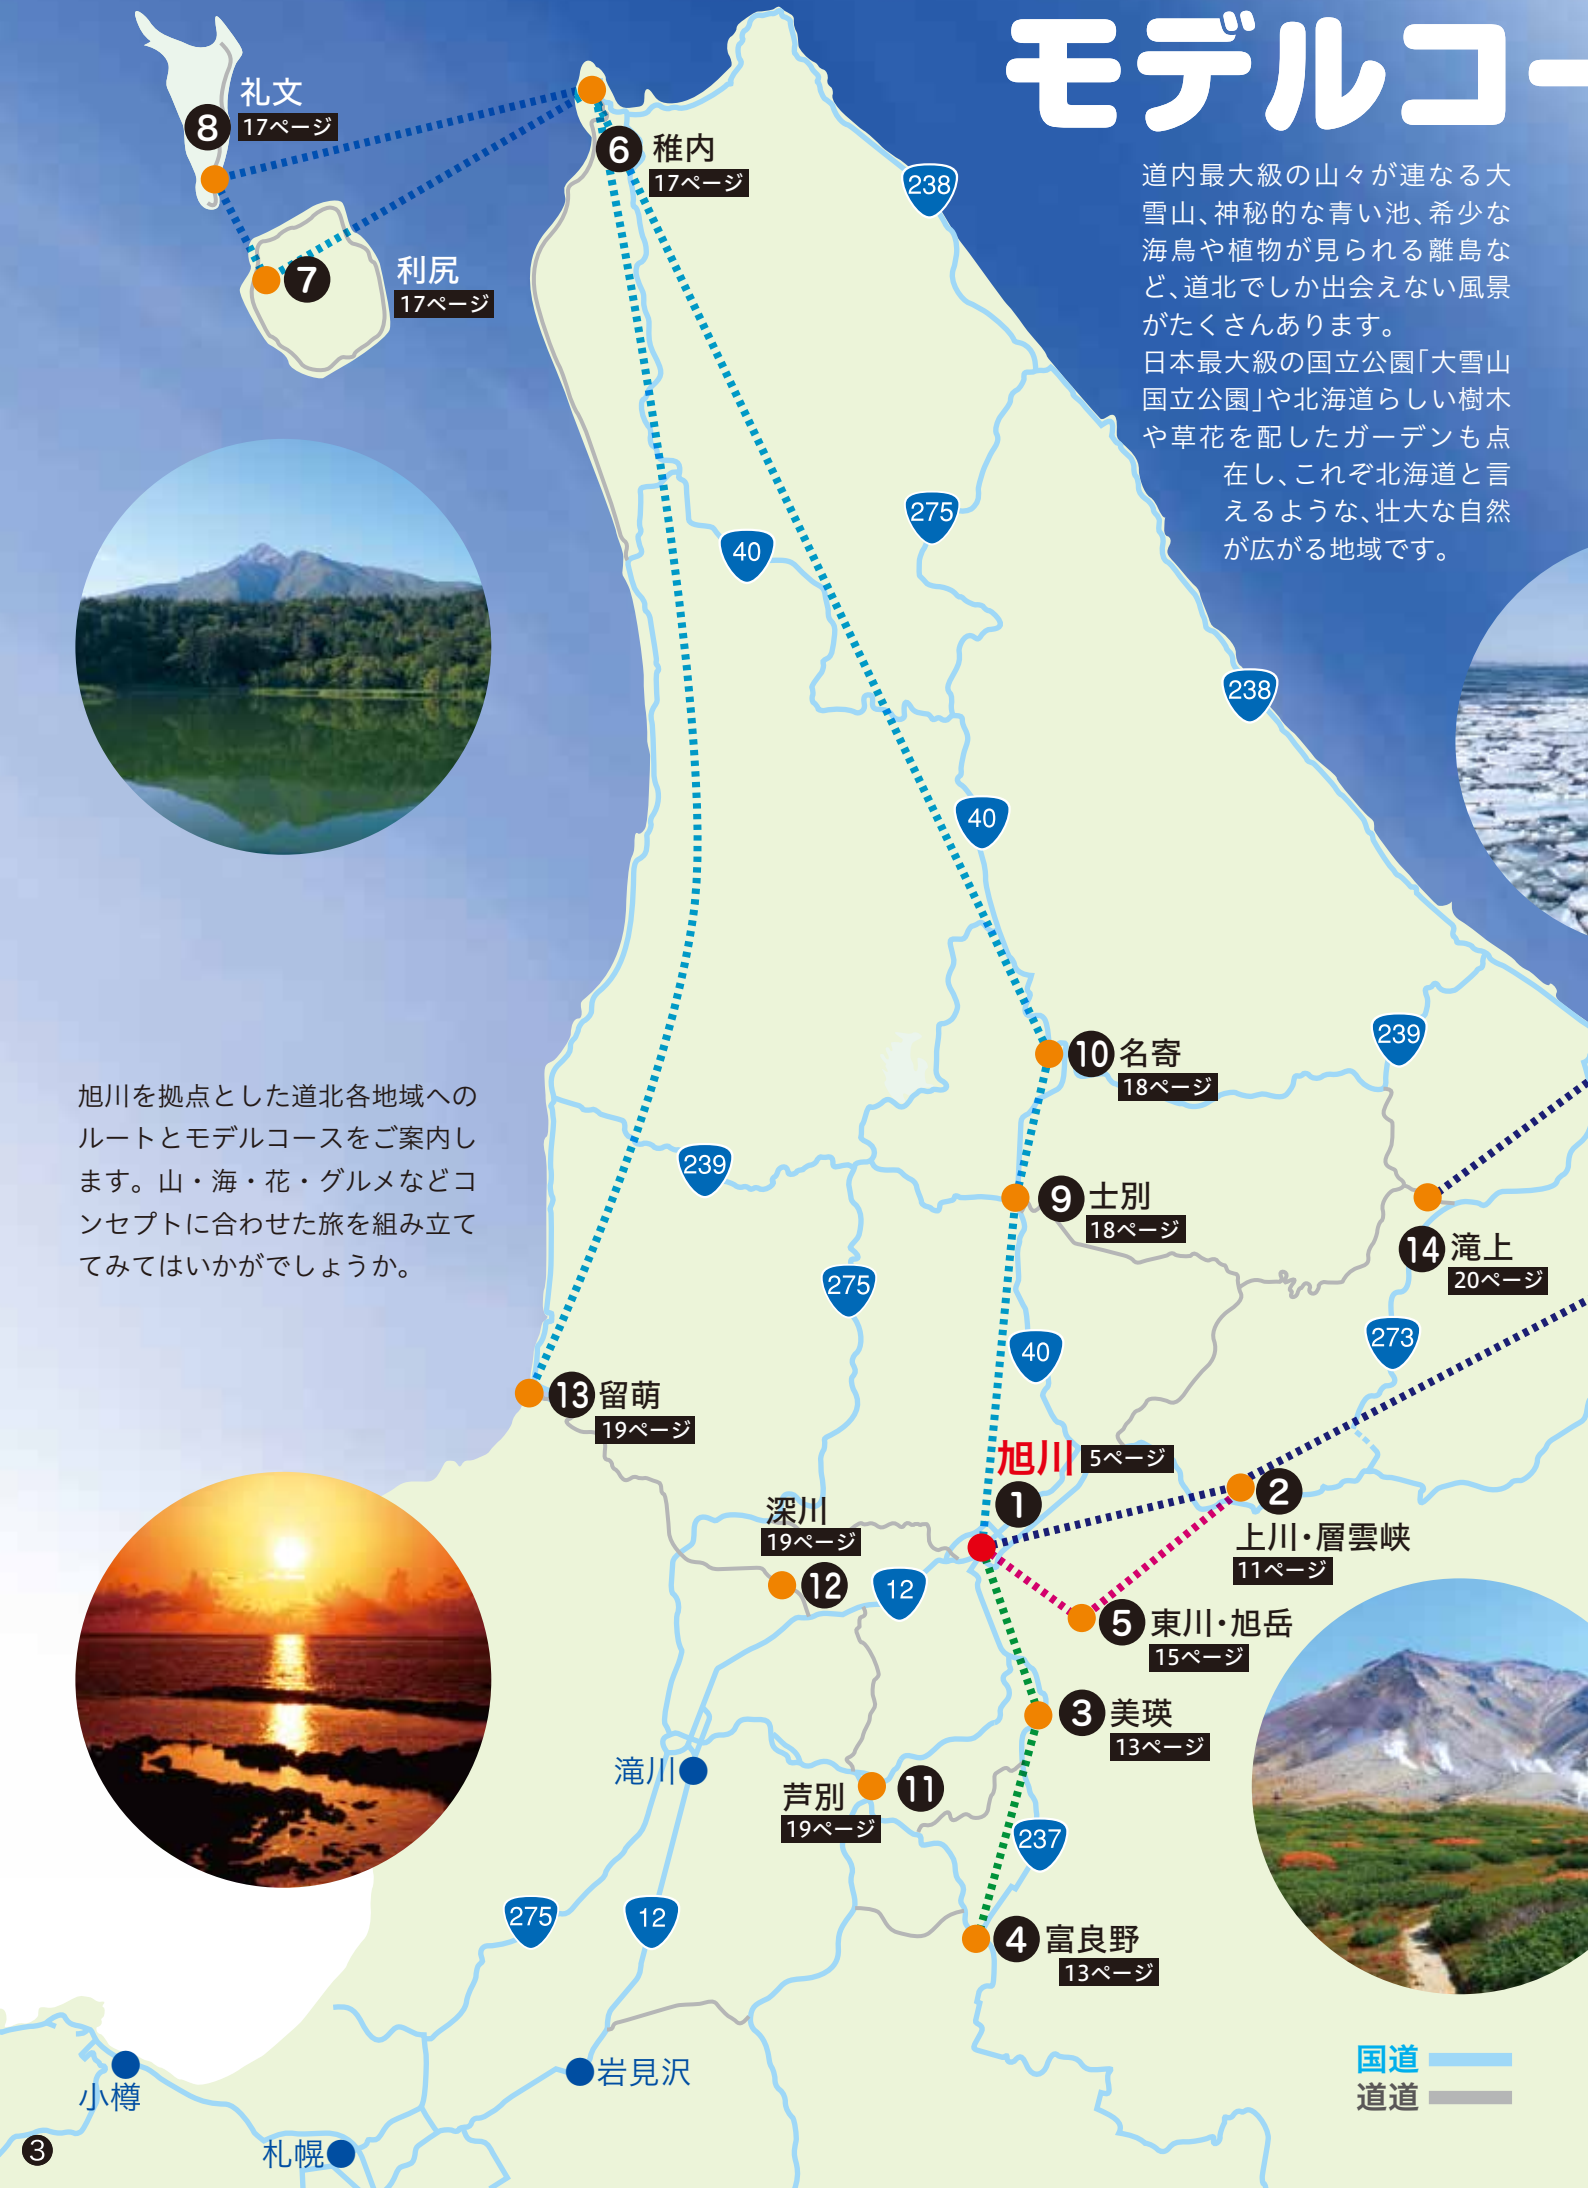 モデルコー
道内最大級の山々が連なる大
雪山、神秘的な青い池、希少な
海鳥や植物が見られる離島な
ど、道北でしか出会えない風景
がたくさんあります。
日本最大級の国立公園「大雪山
国立公園」や北海道らしい樹木
や草花を配したガーデンも点
在し、これぞ北海道と言
えるような、壮大な自然
が広がる地域です。
8 礼文
17ページ
6 稚内
17ページ
7 利尻
17ページ
238
275
40
238
40
旭川を拠点とした道北各地域への
ルートとモデルコースをご案内し
ます。山・海・花・グルメなどコ
ンセプトに合わせた旅を組み立て
てみてはいかがでしょうか。
10 名寄
18ページ
239
239
9 士別
18ページ
14 滝上
20ページ
275
40
273
13 留萌
19ページ
旭川 5ページ
1
2
上川・層雲峡
11ページ
深川
19ページ
12
12
5 東川・旭岳
15ページ
3 美瑛
13ページ
滝川
芦別 11
19ページ
237
275
12
4 富良野
13ページ
岩見沢
小樽
札幌
国道
道道
3